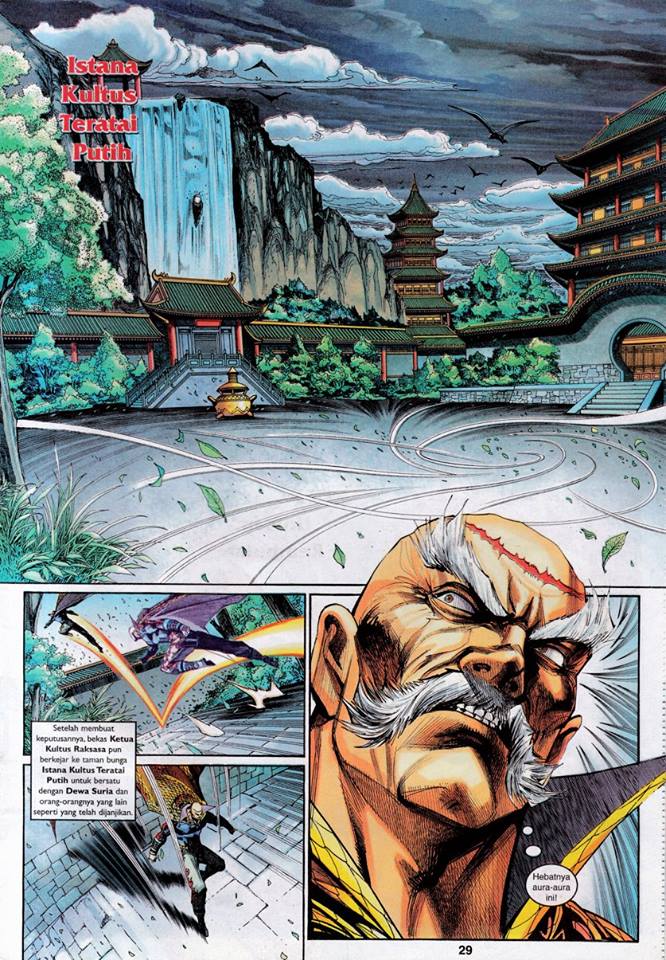 Istana
Kultus
Teratai
Putih
Setelah membuat
keputusannya, bekas Ketua
Kultus Raksasa pun
berkejar ke taman bunga
Istana Kultus Teratai
Putih untuk bersatu
dengan Dewa Suria dan
orang-orangnya yang lain
seperti yang telah dijanjikan.
Hebatnya
aura-aura
ini!
29